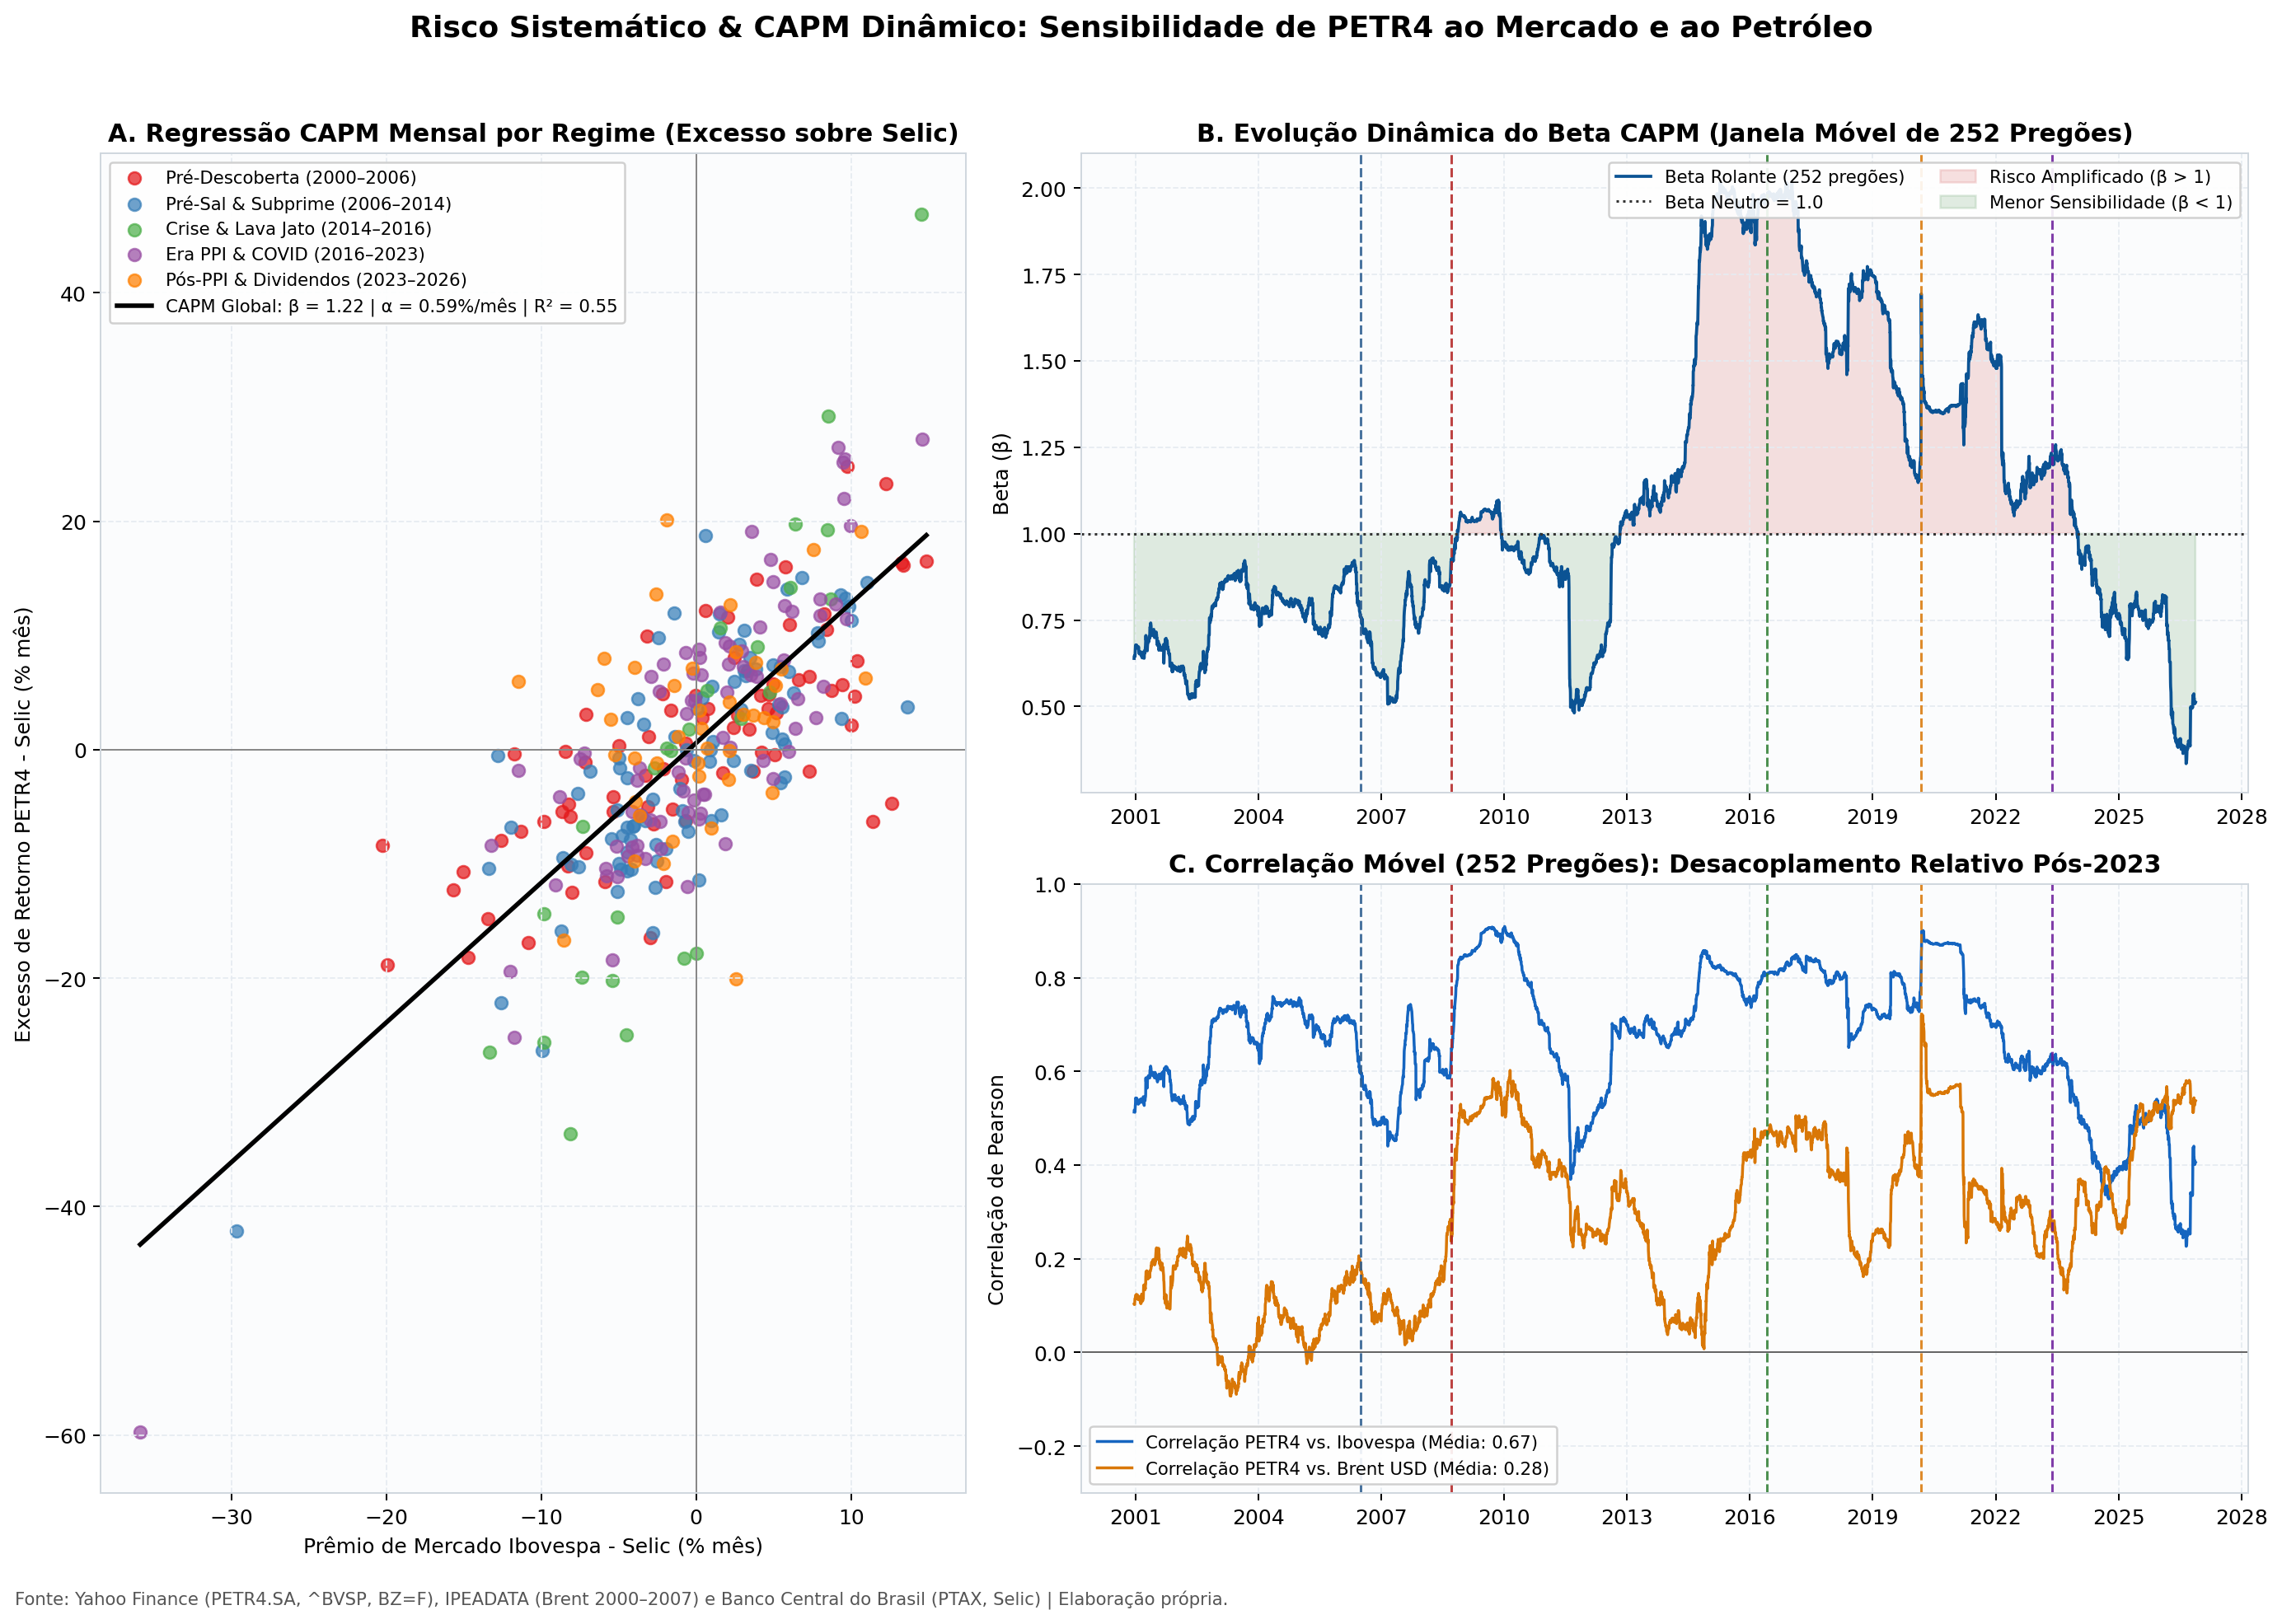 Risco Sistemático & CAPM Dinâmico: Sensibilidade de PETR4 ao Mercado e ao Petróleo
A. Regressão CAPM Mensal por Regime (Excesso sobre Selic)
Pré-Descoberta (2000–2006)
Pré-Sal & Subprime (2006–2014)
Crise & Lava Jato (2014–2016)
Era PPI & COVID (2016–2023)
Pós-PPI & Dividendos (2023–2026)
CAPM Global: β = 1.22 | α = 0.59%/mês | R² = 0.55
Excesso de Retorno PETR4 - Selic (% mês)
40
20
0
−20
−40
−60
−30
−20
−10
0
10
Prêmio de Mercado Ibovespa - Selic (% mês)
B. Evolução Dinâmica do Beta CAPM (Janela Móvel de 252 Pregões)
Beta Rolante (252 pregões)
Beta Neutro = 1.0
Risco Amplificado (β > 1)
Menor Sensibilidade (β < 1)
Beta (β)
2.00
1.75
1.50
1.25
1.00
0.75
0.50
2001
2004
2007
2010
2013
2016
2019
2022
2025
2028
C. Correlação Móvel (252 Pregões): Desacoplamento Relativo Pós-2023
Correlação de Pearson
1.0
0.8
0.6
0.4
0.2
0.0
−0.2
Correlação PETR4 vs. Ibovespa (Média: 0.67)
Correlação PETR4 vs. Brent USD (Média: 0.28)
2001
2004
2007
2010
2013
2016
2019
2022
2025
2028
Fonte: Yahoo Finance (PETR4.SA, ^BVSP, BZ=F), IPEADATA (Brent 2000–2007) e Banco Central do Brasil (PTAX, Selic) | Elaboração própria.